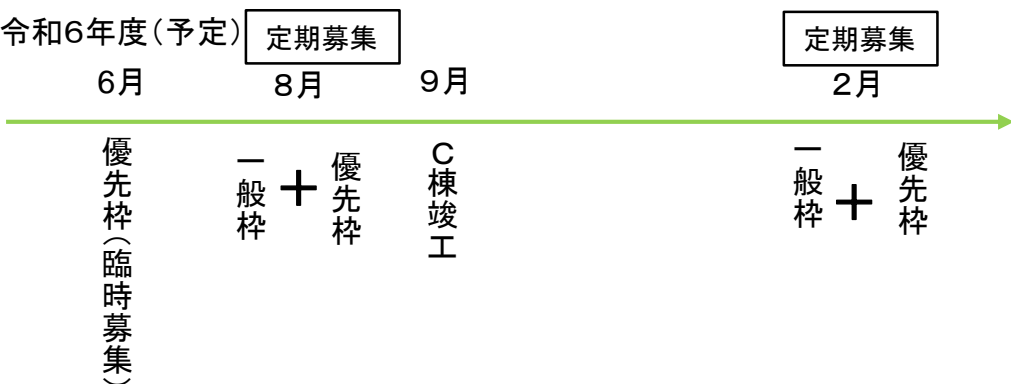 令和６年度（予定）
定期募集
定期募集
６月
８月
９月
２月
優先枠（臨時募集）
一般枠
＋
優先枠
Ｃ棟竣工
一般枠
＋
優先枠